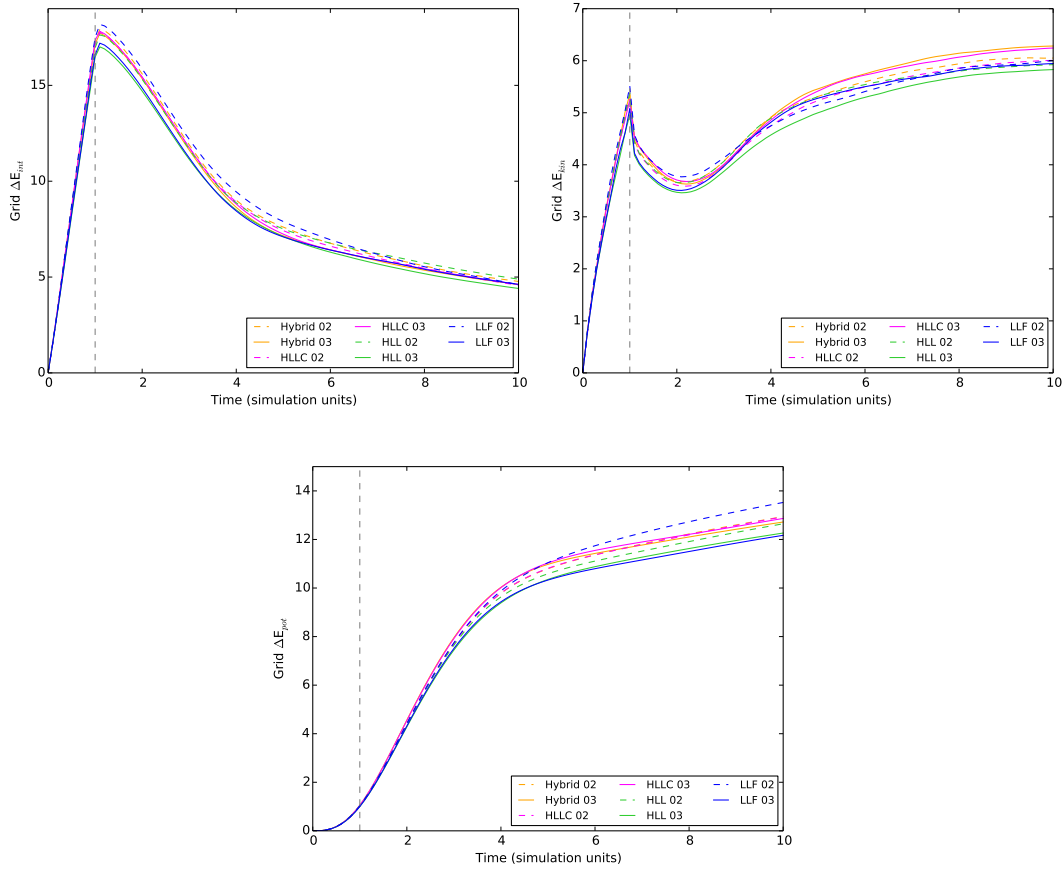 Grid ΔE_int
15
10
5
0
0 2 4 6 8 10
Time (simulation units)
Hybrid 02
Hybrid 03
HLLC 02
HLLC 03
HLL 02
HLL 03
LLF 02
LLF 03
Grid ΔE_kin
7
6
5
4
3
2
1
0
0 2 4 6 8 10
Time (simulation units)
Hybrid 02
Hybrid 03
HLLC 02
HLLC 03
HLL 02
HLL 03
LLF 02
LLF 03
Grid ΔE_pot
14
12
10
8
6
4
2
0
0 2 4 6 8 10
Time (simulation units)
Hybrid 02
Hybrid 03
HLLC 02
HLLC 03
HLL 02
HLL 03
LLF 02
LLF 03